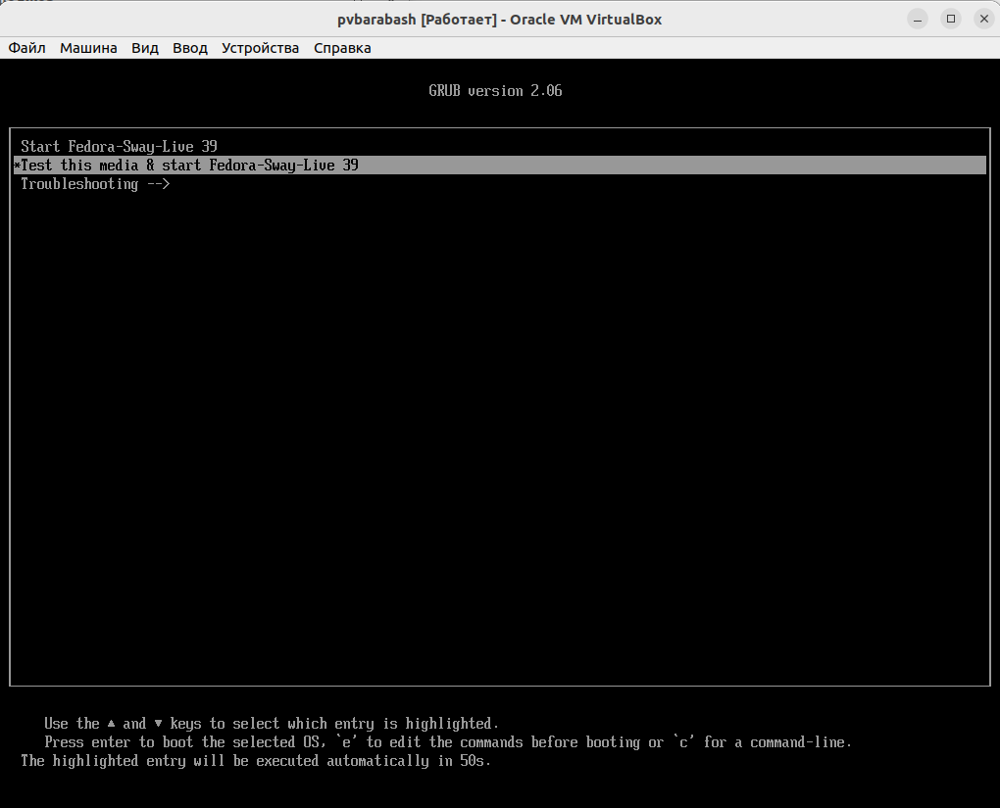 pvbarabash [Работает] - Oracle VM VirtualBox
Файл Машина Вид Ввод Устройства Справка
GRUB version 2.06
Start Fedora-Sway-Live 39
*Test this media & start Fedora-Sway-Live 39
Troubleshooting -->
Use the ▲ and ▼ keys to select which entry is highlighted.
Press enter to boot the selected OS, `e' to edit the commands before booting or `c' for a command-line.
The highlighted entry will be executed automatically in 50s.